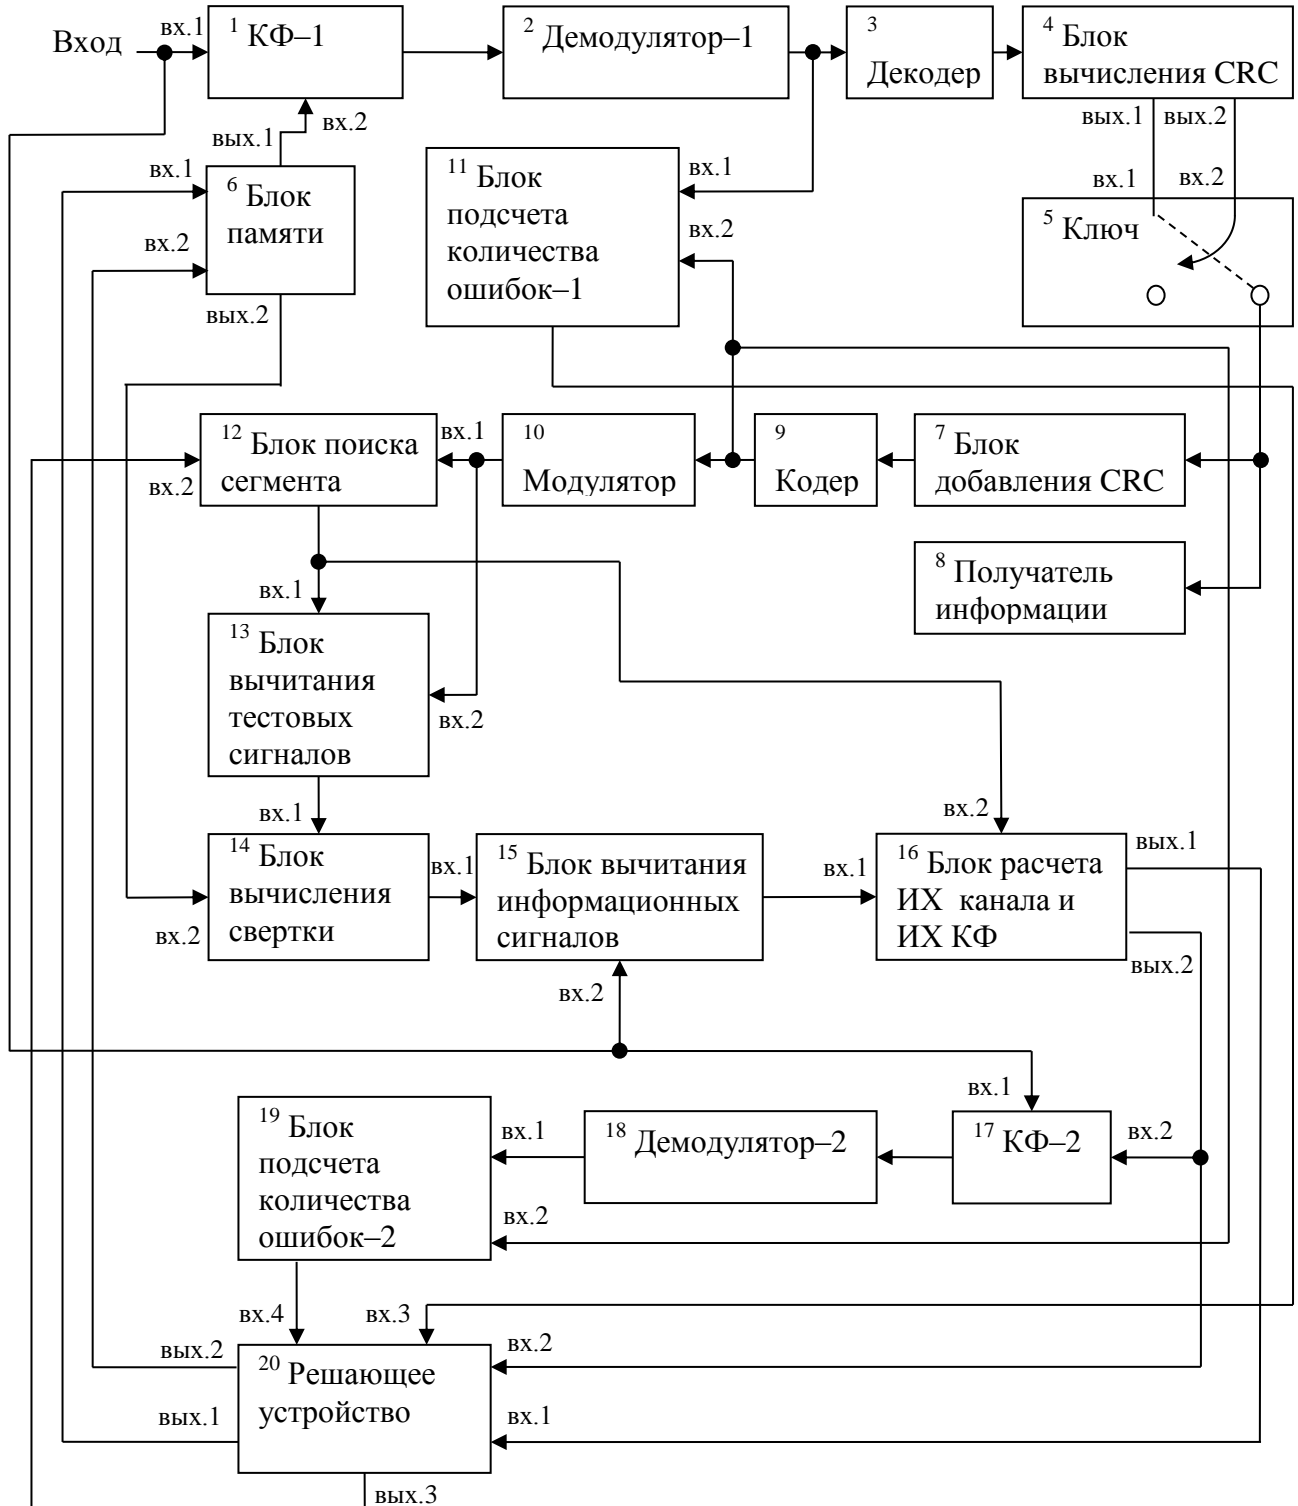 Вход
вх.1
1 КФ–1
2 Демодулятор–1
3
Декодер
4 Блок
вычисления CRC
вых.1
вх.2
вых.1
вых.2
вх.1
6 Блок
памяти
вх.2
вых.2
11 Блок
подсчета
количества
ошибок–1
вх.1
вх.2
вх.1
вх.2
5 Ключ
12 Блок поиска
сегмента
вх.1
вх.2
10
Модулятор
9
Кодер
7 Блок
добавления CRC
8 Получатель
информации
вх.1
13 Блок
вычитания
тестовых
сигналов
вх.2
вх.1
14 Блок
вычисления
свертки
вх.2
вх.1
15 Блок вычитания
информационных
сигналов
вх.2
вх.1
вх.2
16 Блок расчета
ИХ канала и
ИХ КФ
вых.1
вых.2
вх.1
19 Блок
подсчета
количества
ошибок–2
вх.1
вх.2
18 Демодулятор–2
17 КФ–2
вх.2
вх.4
вх.3
вых.2
20 Решающее
устройство
вх.2
вых.1
вх.1
вых.3